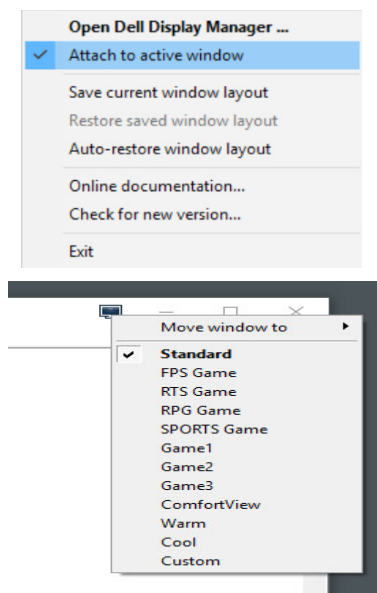 Open Dell Display Manager ...
Attach to active window
Save current window layout
Restore saved window layout
Auto-restore window layout
Online documentation...
Check for new version...
Exit
Move window to
Standard
FPS Game
RTS Game
RPG Game
SPORTS Game
Game1
Game2
Game3
ComfortView
Warm
Cool
Custom